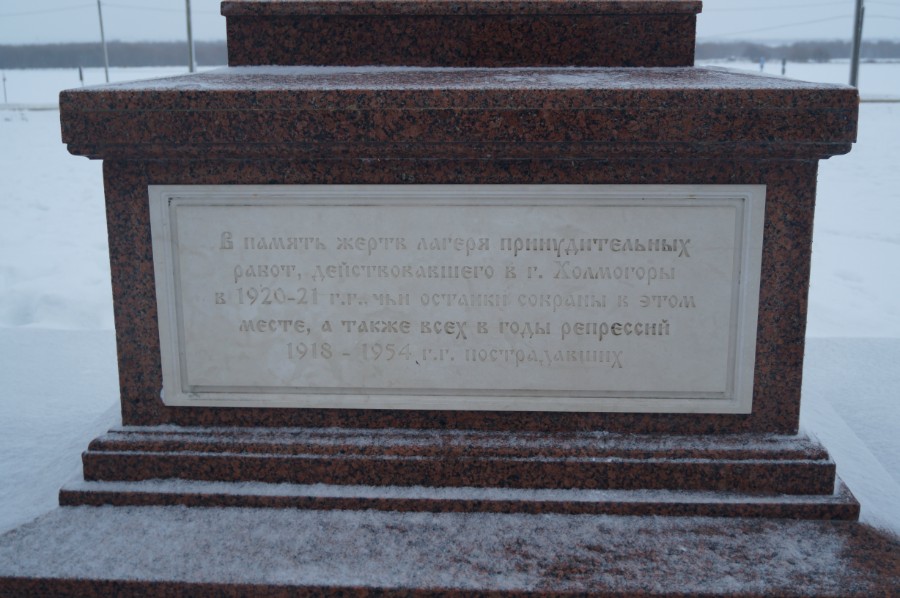 В память жертв лагеря принудительных
работ, действовавшего в г. Холмогоры
в 1920-21 г.г., чьи останки собраны в этом
месте, а также всех в годы репрессий
1918 - 1954 г.г. пострадавших